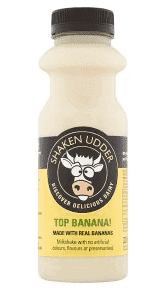 SHAKEN UDDER
DISCOVER DELICIOUS DAIRY
TOP BANANA!
MADE WITH REAL BANANAS
Milkshake with no artificial
colours, flavours or preservatives